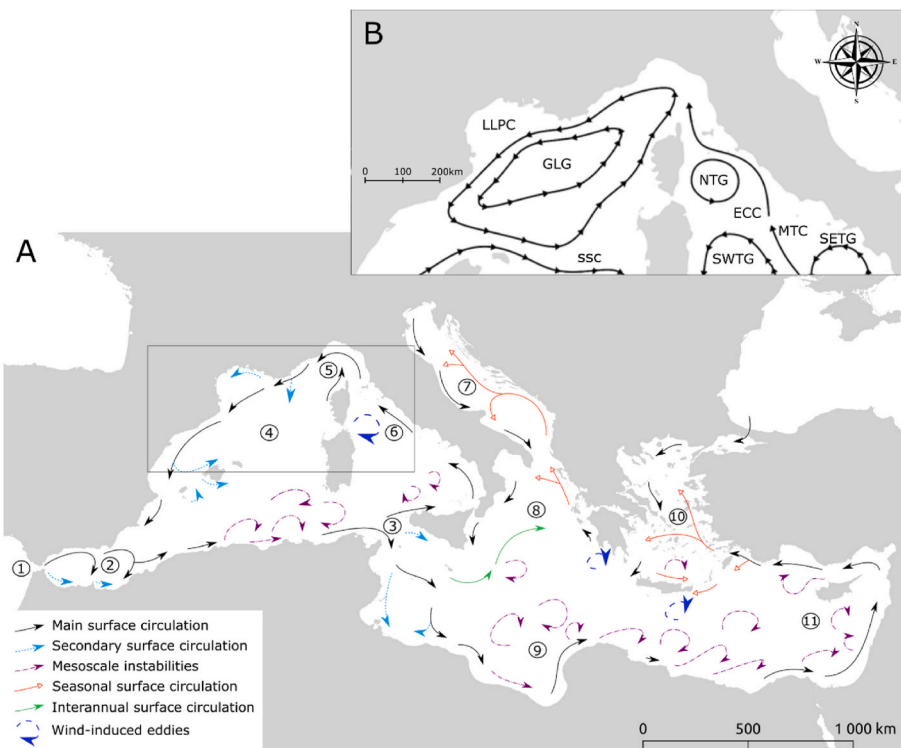 B
N
W
E
S
LLPC
GLG
0 100 200km
NTG
ECC
MTC
SETG
SWTG
SSC
A
5
7
4
6
10
8
3
1
2
11
9
Main surface circulation
Secondary surface circulation
Mesoscale instabilities
Seasonal surface circulation
Interannual surface circulation
Wind-induced eddies
0 500 1 000 km